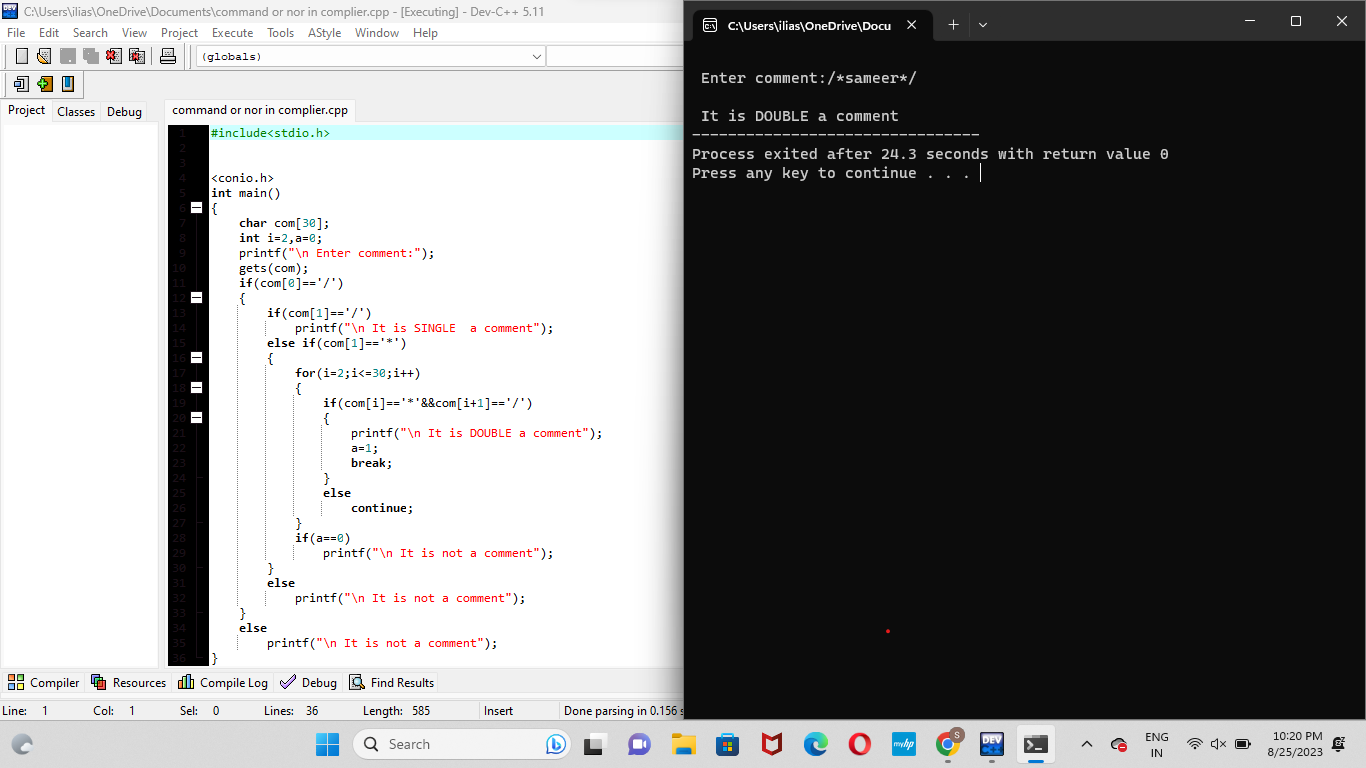 C:\Users\ilias\OneDrive\Documents\command or nor in complier.cpp - [Executing] - Dev-C++ 5.11
File Edit Search View Project Execute Tools AStyle Window Help
(globals)
Project Classes Debug
command or nor in complier.cpp
1 #include<stdio.h>
2
3
4 <conio.h>
5 int main()
6 {
7 char com[30];
8 int i=2,a=0;
9 printf("\n Enter comment:");
10 gets(com);
11 if(com[0]=='/')
12 {
13 if(com[1]=='/')
14 printf("\n It is SINGLE  a comment");
15 else if(com[1]=='*')
16 {
17 for(i=2;i<=30;i++)
18 {
19 if(com[i]=='*'&&com[i+1]=='/')
20 {
21 printf("\n It is DOUBLE a comment");
22 a=1;
23 break;
24 }
25 else
26 continue;
27 }
28 if(a==0)
29 printf("\n It is not a comment");
30 }
31 else
32 printf("\n It is not a comment");
33 }
34 else
35 printf("\n It is not a comment");
36 }
Compiler Resources Compile Log Debug Find Results
Line: 1 Col: 1 Sel: 0 Lines: 36 Length: 585 Insert Done parsing in 0.156 s
C:\Users\ilias\OneDrive\Docu
Enter comment:/*sameer*/
It is DOUBLE a comment
--------------------------------
Process exited after 24.3 seconds with return value 0
Press any key to continue . . .
Search
DEV
S
ENG
IN
10:20 PM
8/25/2023